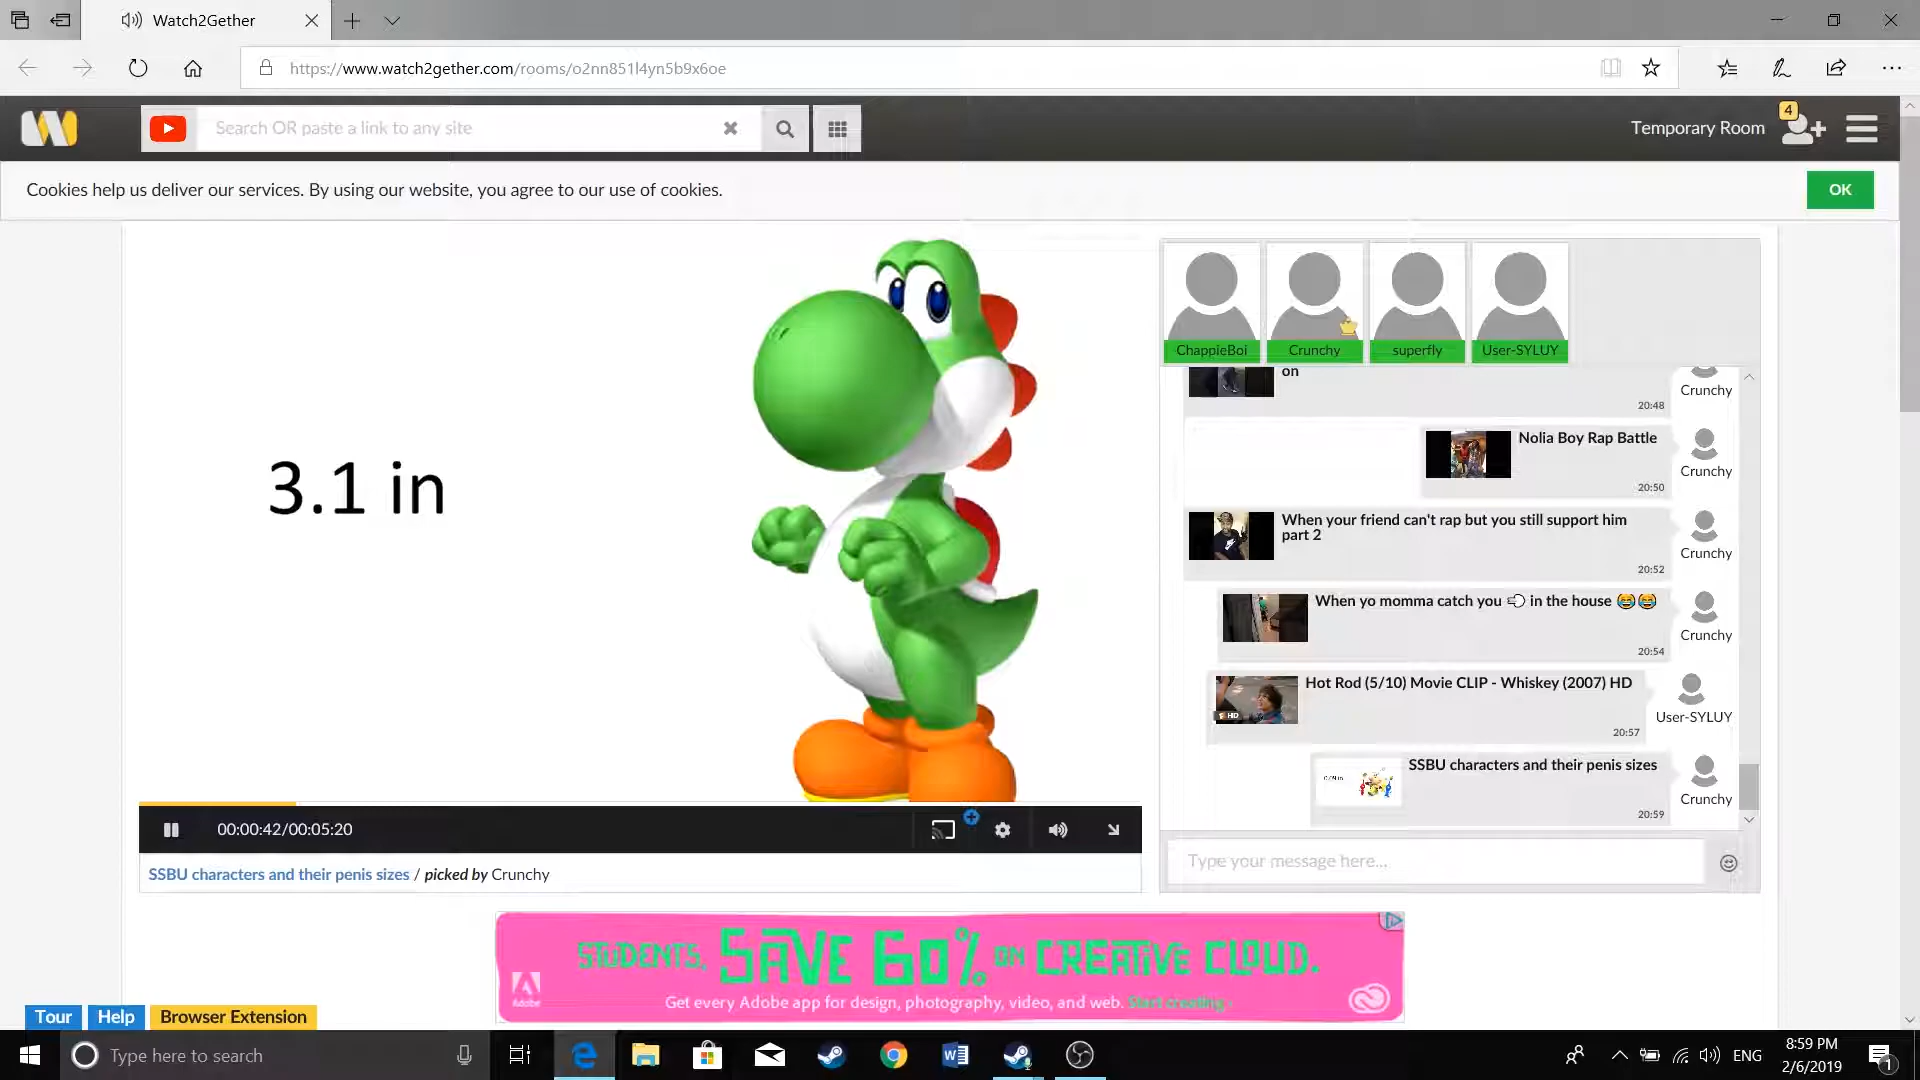 Watch2Gether
https://www.watch2gether.com/rooms/o2nn851l4yn5b9x6oe
Search OR paste a link to any site
Temporary Room
4
Cookies help us deliver our services. By using our website, you agree to our use of cookies.
OK
3.1 in
ChappieBoi
Crunchy
superfly
User-SYLUY
on
20:48
Crunchy
Nolia Boy Rap Battle
20:50
Crunchy
When your friend can't rap but you still support him
part 2
20:52
Crunchy
When yo momma catch you 💨 in the house 😂😂
20:54
Crunchy
Hot Rod (5/10) Movie CLIP - Whiskey (2007) HD
HD
20:57
User-SYLUY
SSBU characters and their penis sizes
20:59
Crunchy
00:00:42/00:05:20
SSBU characters and their penis sizes / picked by Crunchy
Type your message here...
STUDENTS, SAVE 60% ON CREATIVE CLOUD.
Adobe
Get every Adobe app for design, photography, video, and web. Start creating ›
Tour
Help
Browser Extension
Type here to search
ENG
8:59 PM
2/6/2019
1